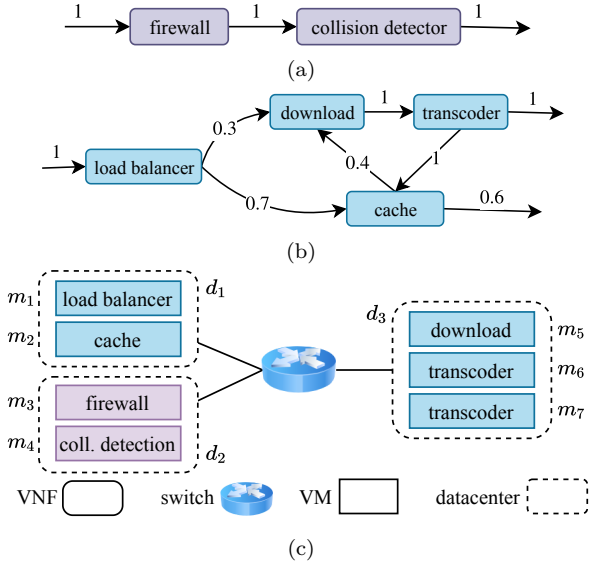 1 1 1
firewall collision detector
(a)
1 1
download transcoder
0.3
1 0.4 1
load balancer
0.7 0.6
cache
(b)
m₁ load balancer d₁
m₂ cache
d₃
download m₅
transcoder m₆
transcoder m₇
m₃ firewall
m₄ coll. detection d₂
VNF switch VM datacenter
(c)